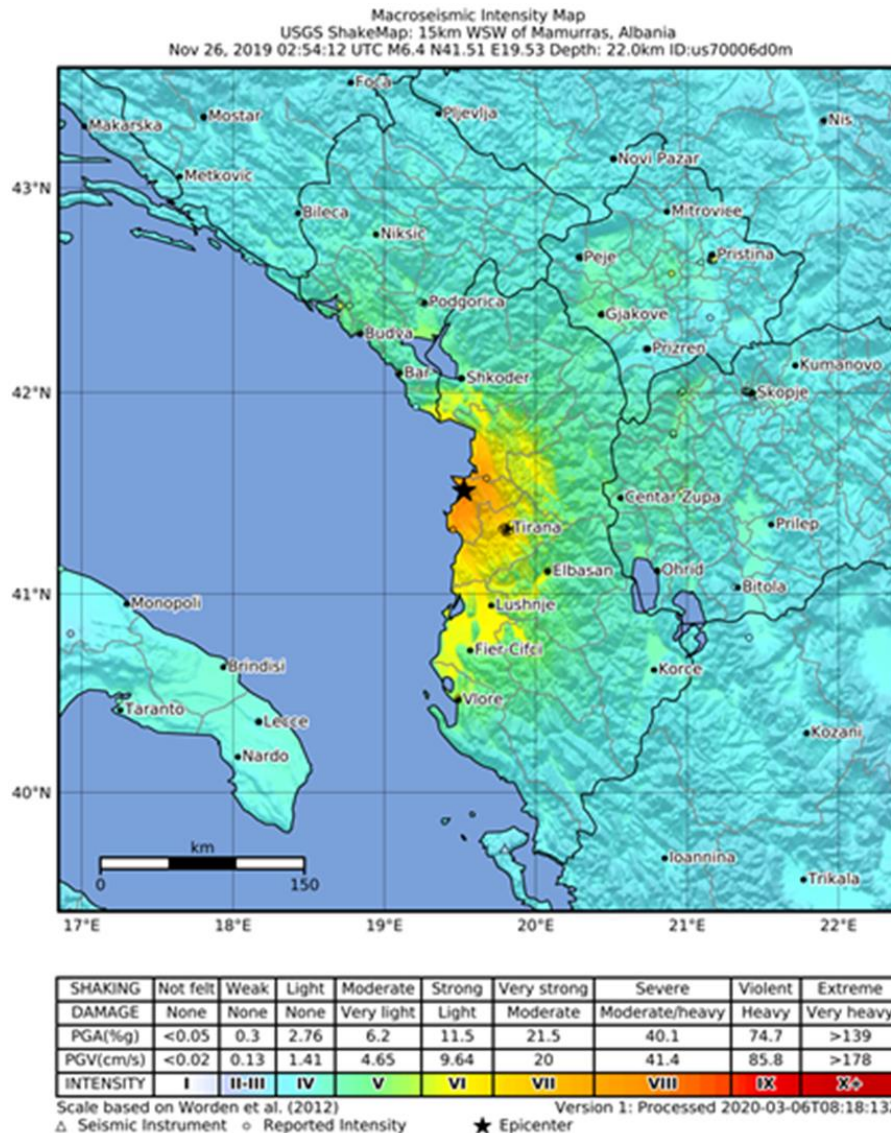 Macroseismic Intensity Map
USGS ShakeMap: 15km WSW of Mamurras, Albania
Nov 26, 2019 02:54:12 UTC M6.4 N41.51 E19.53 Depth: 22.0km ID:us70006d0m
Foca
Mostar
Pljevlja
Makarska
Nis
Novi Pazar
Metkovic
43°N
Bileca
Mitroviee
Niksic
Peje
Pristina
Podgorica
Gjakove
Budva
Prizren
Kumanovo
Bar
Shkoder
42°N
Skopje
Centar Zupa
Tirana
Prilep
Elbasan
Ohrid
Bitola
41°N
Monopoli
Lushnje
Fier-Cifci
Brindisi
Korce
Vlore
Taranto
Lecce
Kozani
Nardo
40°N
km
0 150
Ioannina
Trikala
17°E 18°E 19°E 20°E 21°E 22°E
SHAKING Not felt Weak Light Moderate Strong Very strong Severe Violent Extreme
DAMAGE None None None Very light Light Moderate Moderate/heavy Heavy Very heavy
PGA(%g) <0.05 0.3 2.76 6.2 11.5 21.5 40.1 74.7 >139
PGV(cm/s) <0.02 0.13 1.41 4.65 9.64 20 41.4 85.8 >178
INTENSITY I II-III IV V VI VII VIII IX X+
Scale based on Worden et al. (2012) Version 1: Processed 2020-03-06T08:18:13Z
△ Seismic Instrument ○ Reported Intensity ★ Epicenter